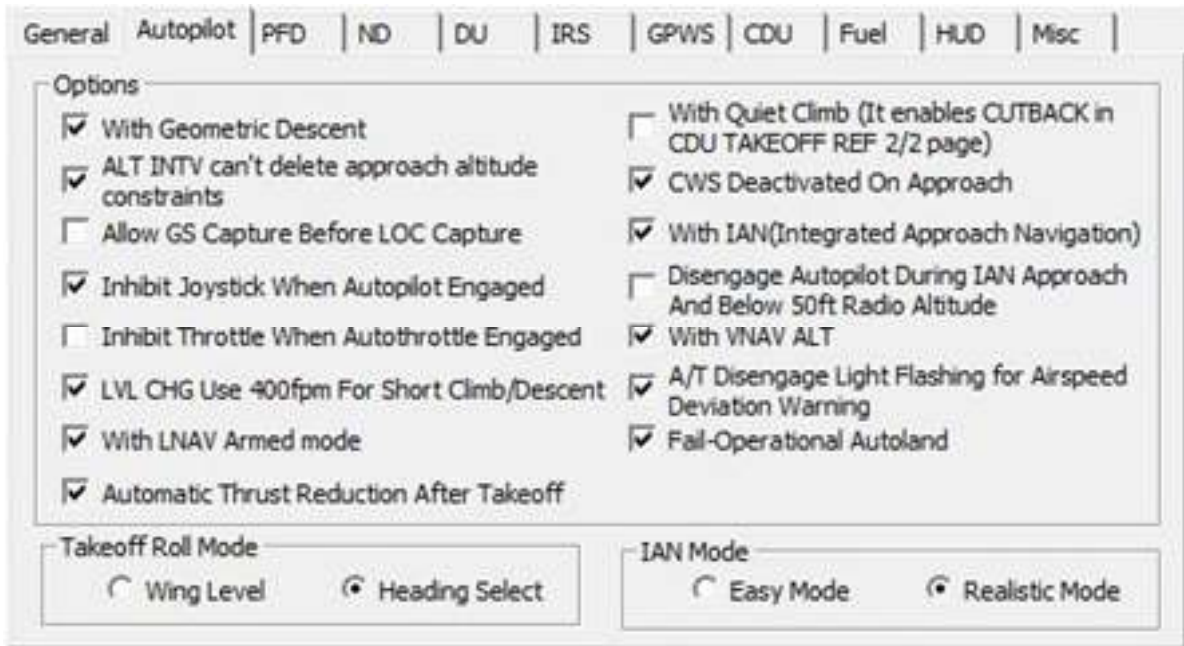 General Autopilot PFD ND DU IRS GPWS CDU Fuel HUD Misc
Options
With Geometric Descent
ALT INTV can't delete approach altitude
constraints
Allow GS Capture Before LOC Capture
Inhibit Joystick When Autopilot Engaged
Inhibit Throttle When Autothrottle Engaged
LVL CHG Use 400fpm For Short Climb/Descent
With LNAV Armed mode
Automatic Thrust Reduction After Takeoff
With Quiet Climb (It enables CUTBACK in
CDU TAKEOFF REF 2/2 page)
CWS Deactivated On Approach
With IAN(Integrated Approach Navigation)
Disengage Autopilot During IAN Approach
And Below 50ft Radio Altitude
With VNAV ALT
A/T Disengage Light Flashing for Airspeed
Deviation Warning
Fail-Operational Autoland
Takeoff Roll Mode
Wing Level Heading Select
IAN Mode
Easy Mode Realistic Mode